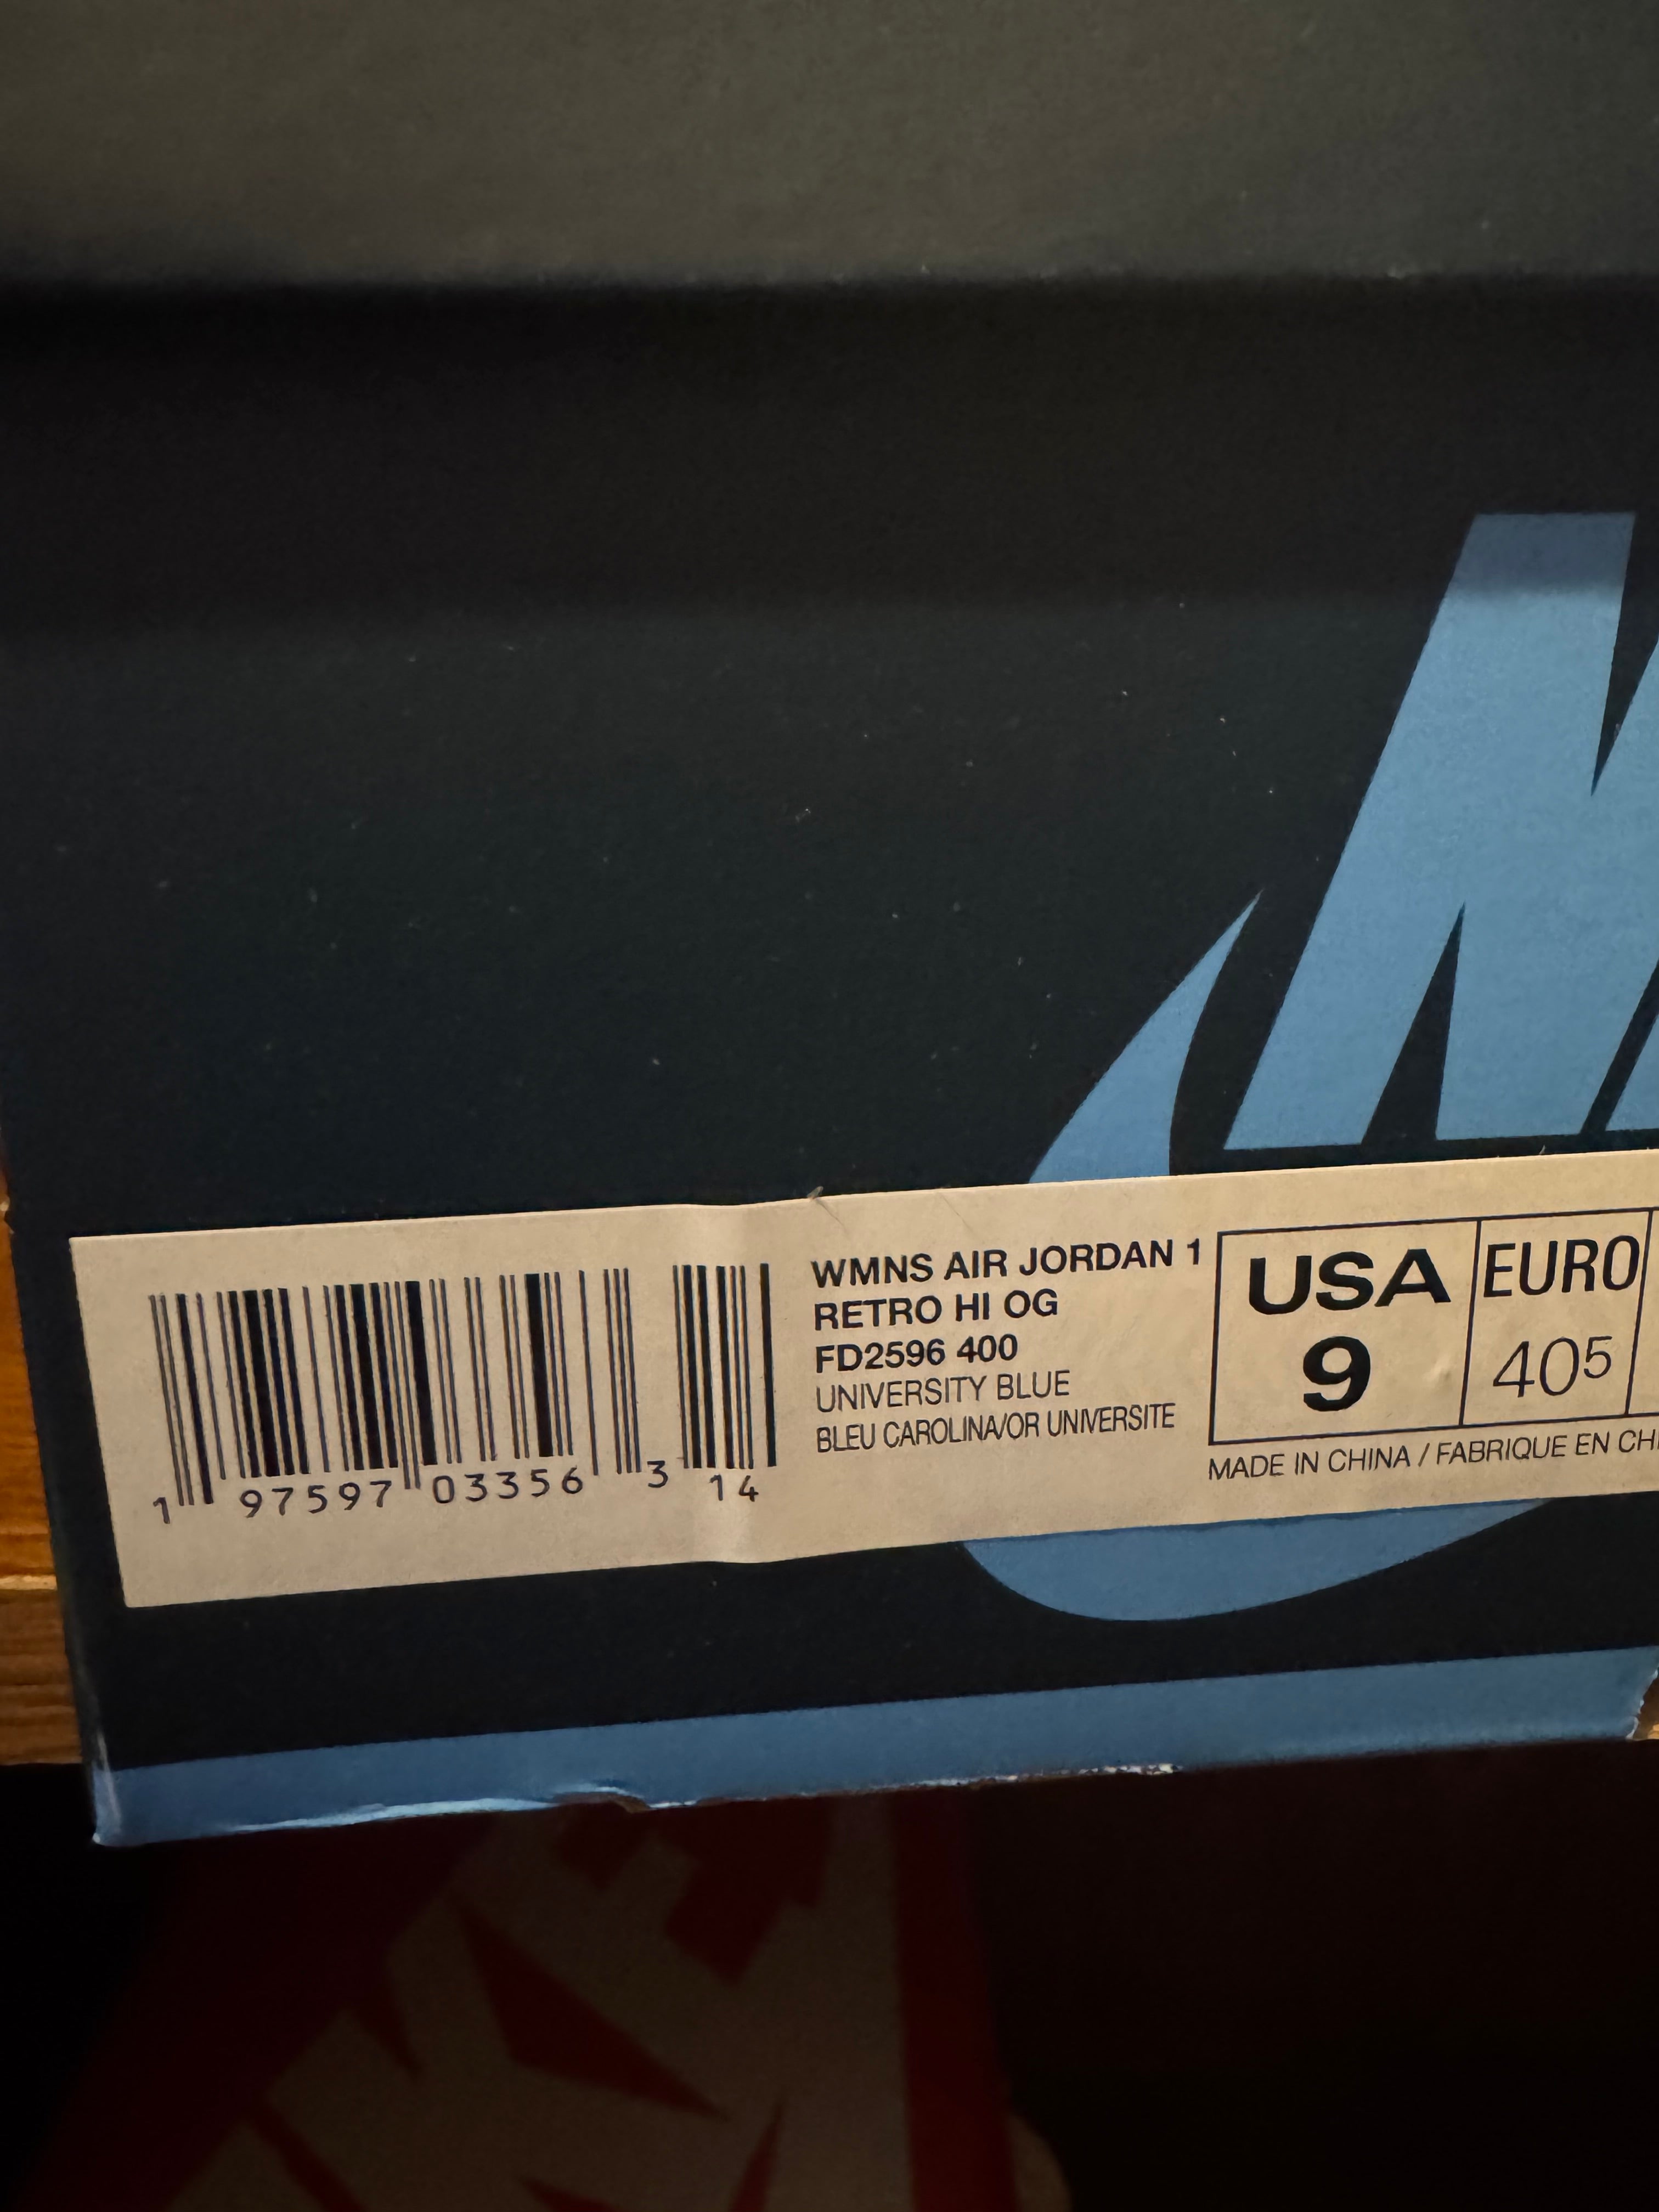 WMNS AIR JORDAN 1
RETRO HI OG
FD2596 400
UNIVERSITY BLUE
BLEU CAROLINA/OR UNIVERSITE
USA
9
EURO
405
MADE IN CHINA / FABRIQUE EN
1 97597 03356 3 14